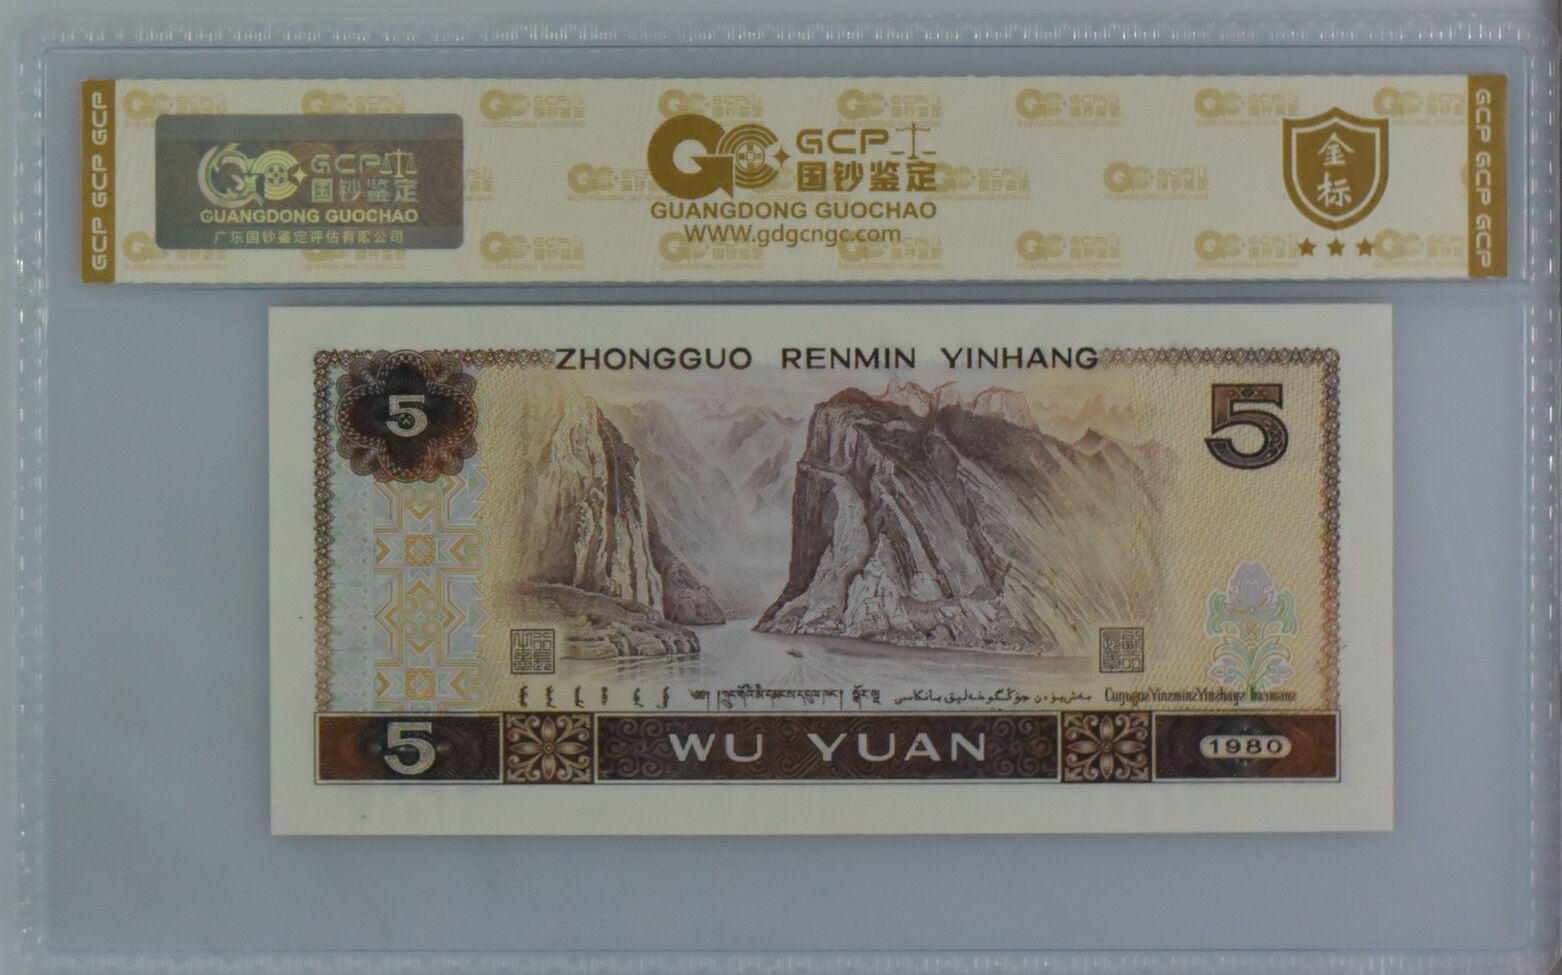 GCP GCP GCP
GCP
国钞鉴定
GUANGDONG GUOCHAO
广东国钞鉴定评估有限公司
GCP
国钞鉴定
GUANGDONG GUOCHAO
WWW.gdgcngc.com
金
标
GCP GCP GCP
ZHONGGUO RENMIN YINHANG
5
5
5
WU YUAN
1980